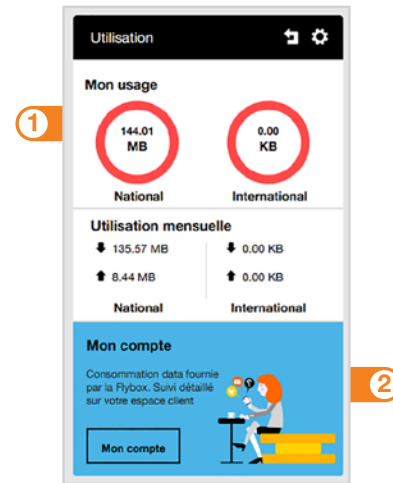 Utilisation
Mon usage
1
144.01
MB
0.00
KB
National
International
Utilisation mensuelle
135.57 MB
0.00 KB
8.44 MB
0.00 KB
National
International
Mon compte
2
Consommation data fournie
par la Flybox. Suivi détaillé
sur votre espace client
Mon compte